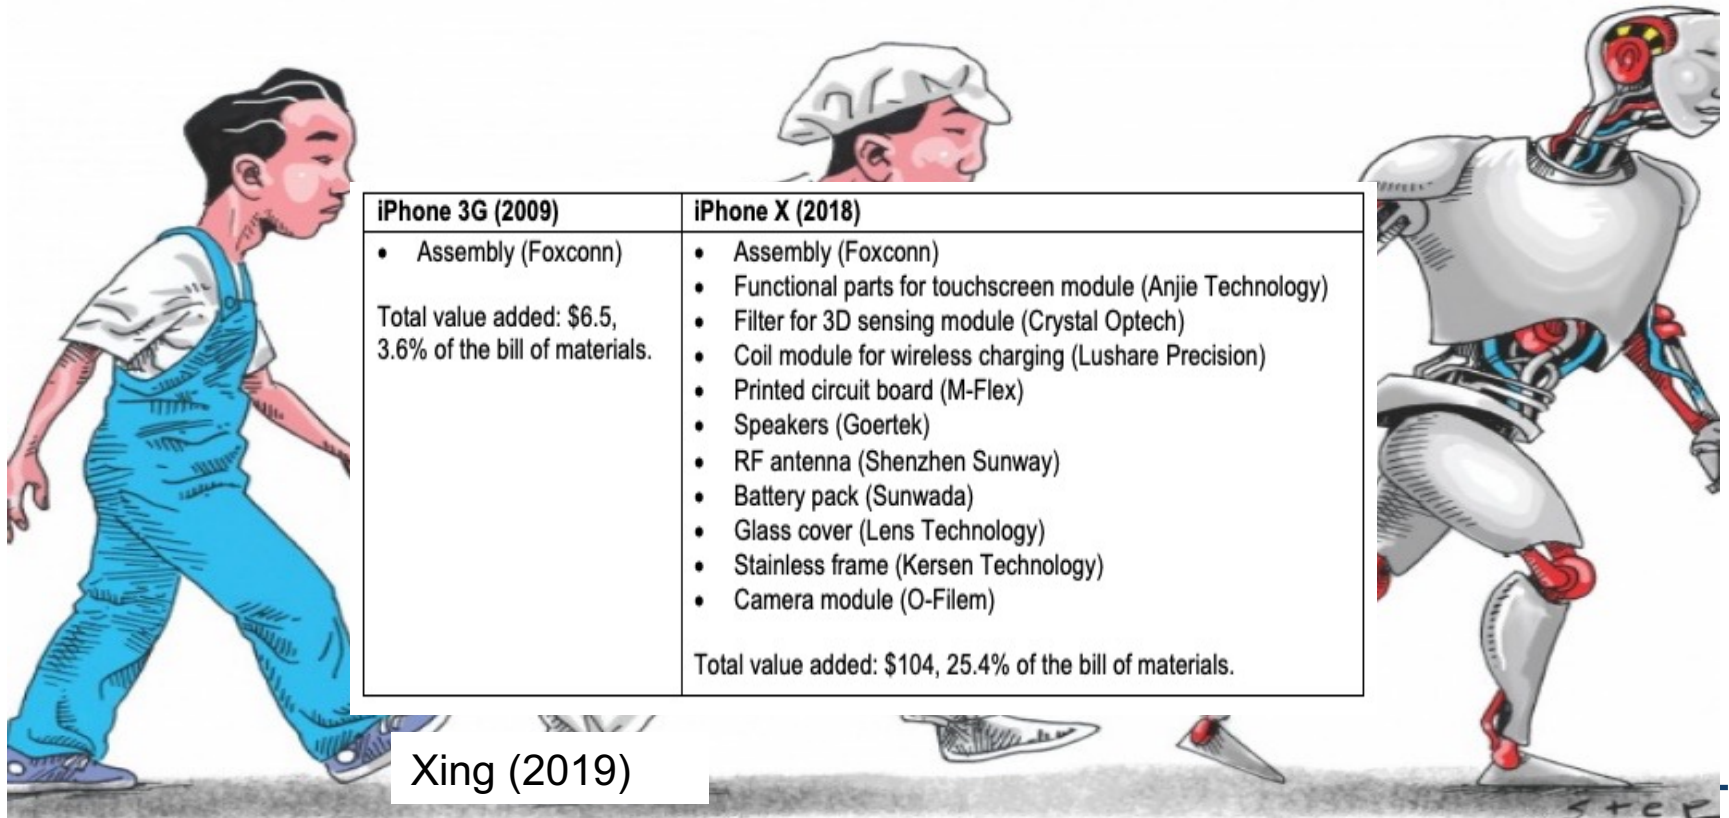 iPhone 3G (2009)
• Assembly (Foxconn)
Total value added: $6.5,
3.6% of the bill of materials.
iPhone X (2018)
• Assembly (Foxconn)
• Functional parts for touchscreen module (Anjie Technology)
• Filter for 3D sensing module (Crystal Optech)
• Coil module for wireless charging (Lushare Precision)
• Printed circuit board (M-Flex)
• Speakers (Goertek)
• RF antenna (Shenzhen Sunway)
• Battery pack (Sunwada)
• Glass cover (Lens Technology)
• Stainless frame (Kersen Technology)
• Camera module (O-Filem)
Total value added: $104, 25.4% of the bill of materials.
Xing (2019)